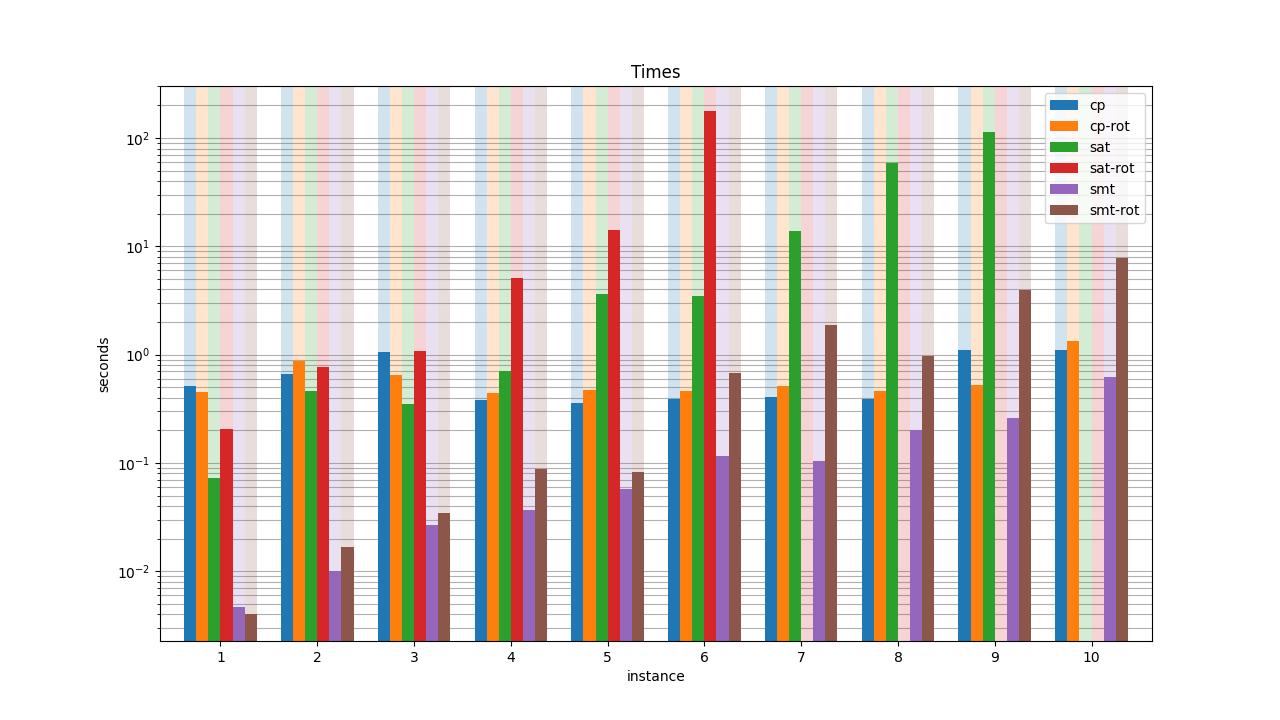 Times
cp
cp-rot
sat
sat-rot
smt
smt-rot
10²
10¹
10⁰
10⁻¹
10⁻²
seconds
1 2 3 4 5 6 7 8 9 10
instance